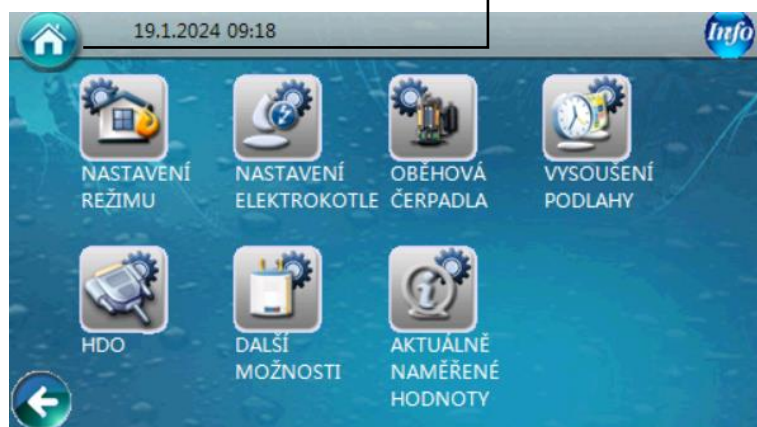 19.1.2024 09:18
Info
NASTAVENÍ
REŽIMU
NASTAVENÍ
ELEKTROKOTLE
OBĚHOVÁ
ČERPADLA
VYSOUŠENÍ
PODLAHY
HDO
DALŠÍ
MOŽNOSTI
AKTUÁLNĚ
NAMĚŘENÉ
HODNOTY